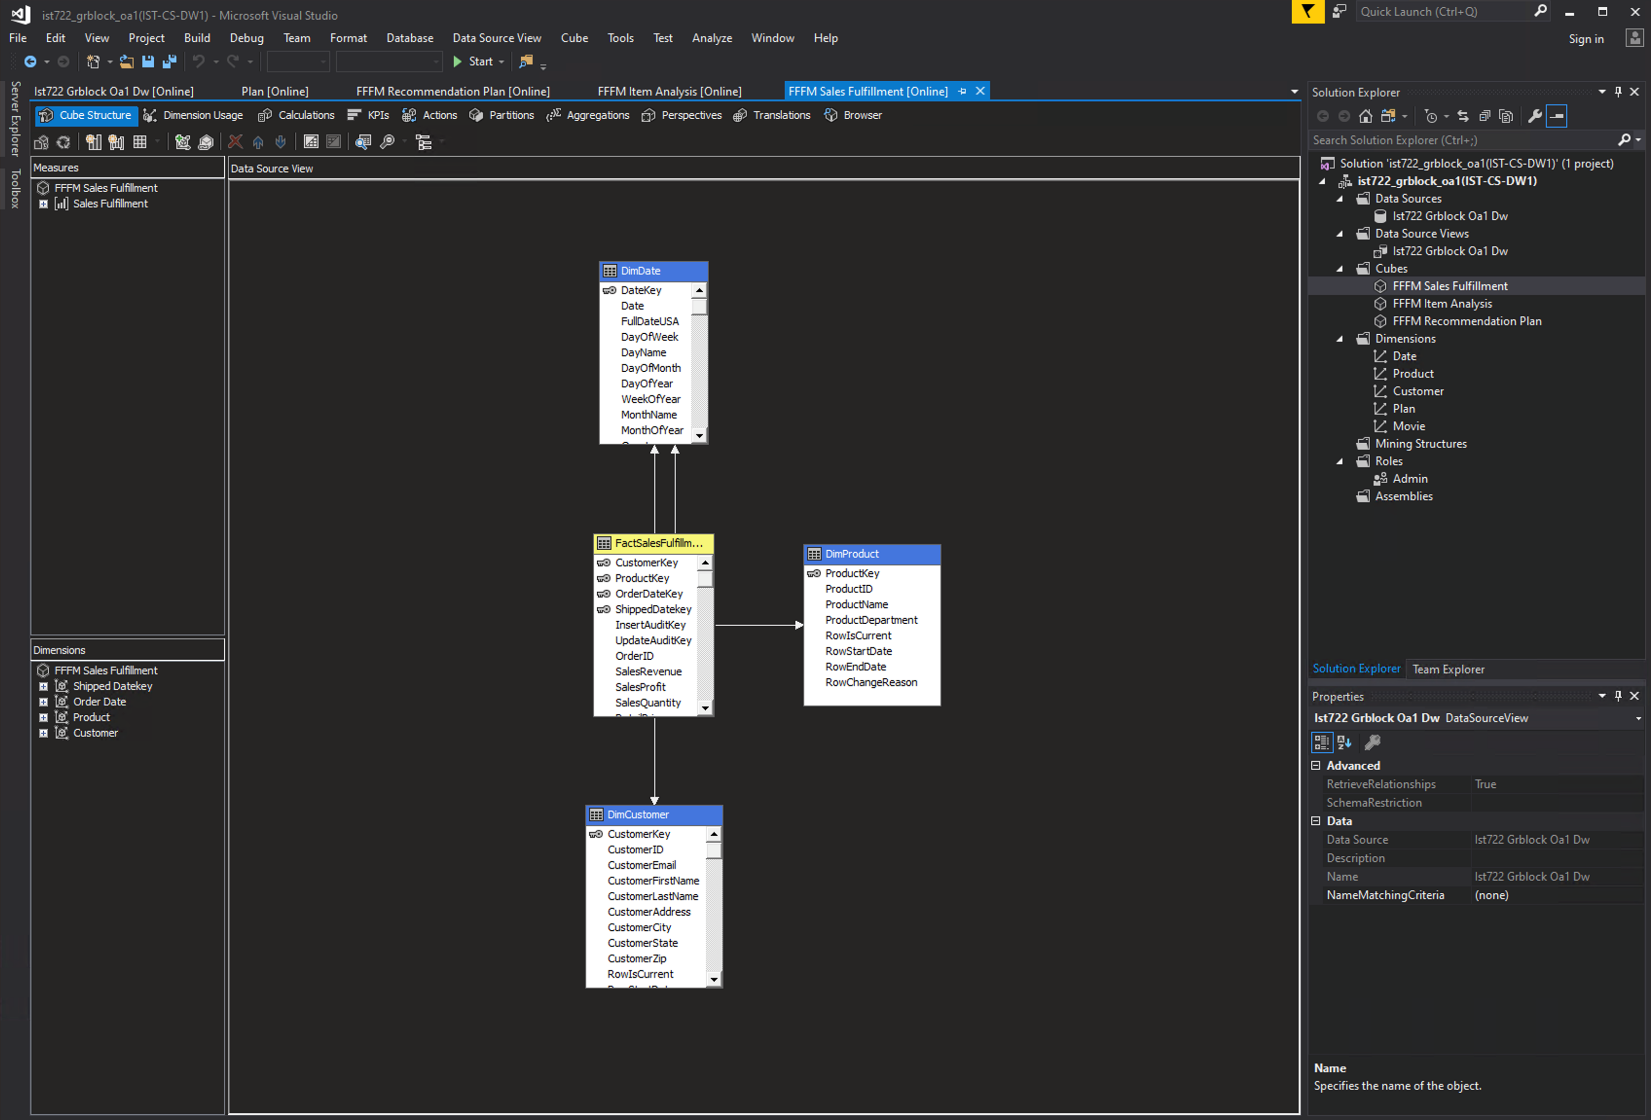 ist722_grblock_oa1(IST-CS-DW1) - Microsoft Visual Studio
Quick Launch (Ctrl+Q)
File Edit View Project Build Debug Team Format Database Data Source View Cube Tools Test Analyze Window Help
Sign in
Start
Server Explorer
Toolbox
Ist722 Grblock Oa1 Dw [Online] Plan [Online] FFFM Recommendation Plan [Online] FFFM Item Analysis [Online] FFFM Sales Fulfillment [Online]
Cube Structure Dimension Usage Calculations KPIs Actions Partitions Aggregations Perspectives Translations Browser
Measures
FFFM Sales Fulfillment
Sales Fulfillment
Dimensions
FFFM Sales Fulfillment
Shipped Datekey
Order Date
Product
Customer
Data Source View
DimDate
DateKey
Date
FullDateUSA
DayOfWeek
DayName
DayOfMonth
DayOfYear
WeekOfYear
MonthName
MonthOfYear
FactSalesFulfillm...
CustomerKey
ProductKey
OrderDateKey
ShippedDatekey
InsertAuditKey
UpdateAuditKey
OrderID
SalesRevenue
SalesProfit
SalesQuantity
DimProduct
ProductKey
ProductID
ProductName
ProductDepartment
RowIsCurrent
RowStartDate
RowEndDate
RowChangeReason
DimCustomer
CustomerKey
CustomerID
CustomerEmail
CustomerFirstName
CustomerLastName
CustomerAddress
CustomerCity
CustomerState
CustomerZip
RowIsCurrent
Solution Explorer
Search Solution Explorer (Ctrl+;)
Solution 'ist722_grblock_oa1(IST-CS-DW1)' (1 project)
ist722_grblock_oa1(IST-CS-DW1)
Data Sources
Ist722 Grblock Oa1 Dw
Data Source Views
Ist722 Grblock Oa1 Dw
Cubes
FFFM Sales Fulfillment
FFFM Item Analysis
FFFM Recommendation Plan
Dimensions
Date
Product
Customer
Plan
Movie
Mining Structures
Roles
Admin
Assemblies
Solution Explorer Team Explorer
Properties
Ist722 Grblock Oa1 Dw DataSourceView
Advanced
RetrieveRelationships True
SchemaRestriction
Data
Data Source Ist722 Grblock Oa1 Dw
Description
Name Ist722 Grblock Oa1 Dw
NameMatchingCriteria (none)
Name
Specifies the name of the object.